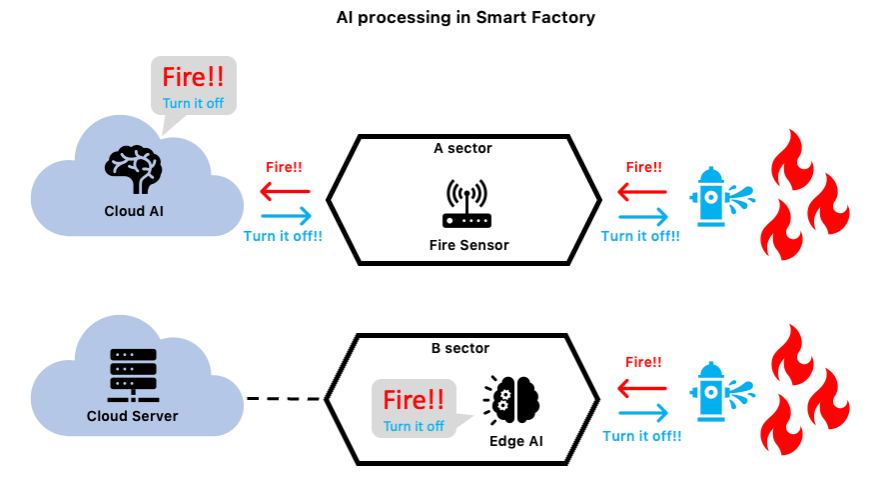 AI processing in Smart Factory
Fire!!
Turn it off
Cloud AI
Fire!!
Turn it off!!
A sector
Fire Sensor
Fire!!
Turn it off!!
Cloud Server
B sector
Fire!!
Turn it off
Edge AI
Fire!!
Turn it off!!